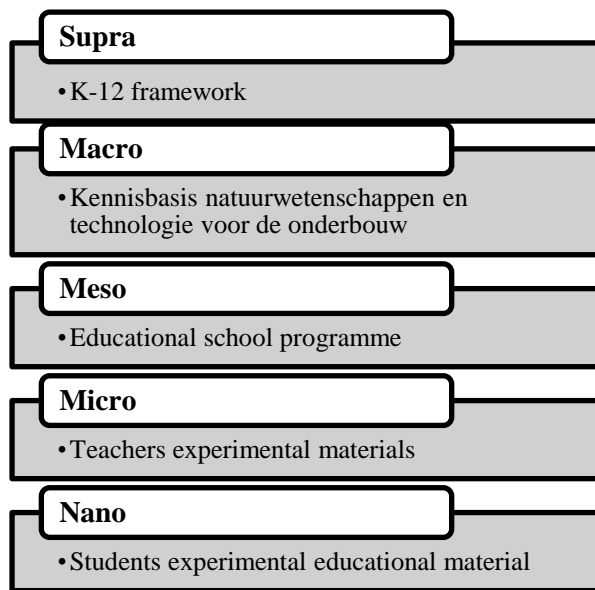 Supra
•K-12 framework
Macro
•Kennisbasis natuurwetenschappen en
technologie voor de onderbouw
Meso
•Educational school programme
Micro
•Teachers experimental materials
Nano
•Students experimental educational material